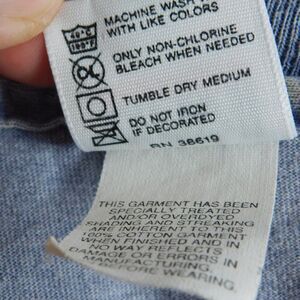 MACHINE WASH
40°C
WITH LIKE COLORS
ONLY NON-CHLORINE
BLEACH WHEN NEEDED
TUMBLE DRY MEDIUM
DO NOT IRON
IF DECORATED
RN 38619
THIS GARMENT HAS BEEN
SPECIALLY TREATED
AND/OR OVERDYED
SHADING AND STREAKING
ARE INHERENT TO THIS
100% COTTON GARMENT
WHEN FINISHED AND IN
NO WAY REFLECTS
DAMAGE OR ERRORS IN
MANUFACTURING.
BEFORE WEARING.